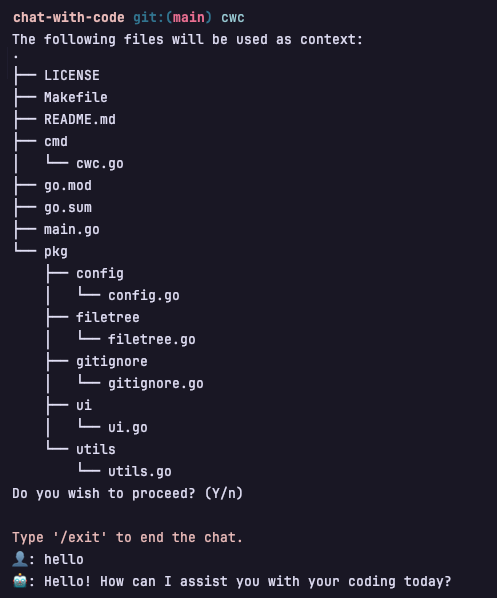 chat-with-code git:(main) cwc
The following files will be used as context:
.
├── LICENSE
├── Makefile
├── README.md
├── cmd
│   └── cwc.go
├── go.mod
├── go.sum
├── main.go
└── pkg
    ├── config
    │   └── config.go
    ├── filetree
    │   └── filetree.go
    ├── gitignore
    │   └── gitignore.go
    ├── ui
    │   └── ui.go
    └── utils
        └── utils.go
Do you wish to proceed? (Y/n)
Type '/exit' to end the chat.
👤: hello
🤖: Hello! How can I assist you with your coding today?